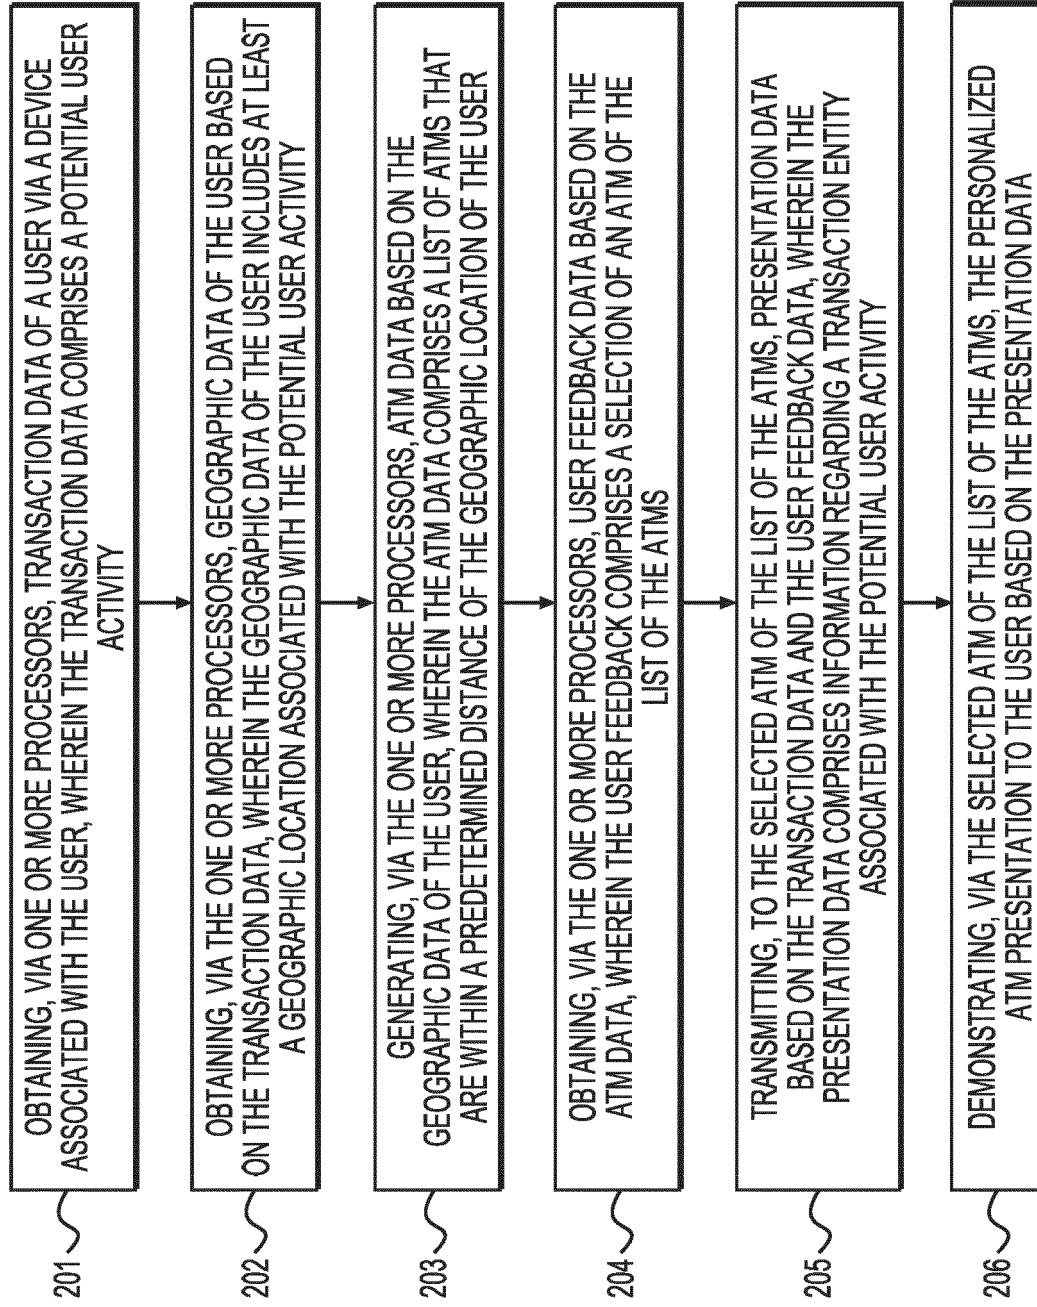 201
OBTAINING, VIA ONE OR MORE PROCESSORS, TRANSACTION DATA OF A USER VIA A DEVICE
ASSOCIATED WITH THE USER, WHEREIN THE TRANSACTION DATA COMPRISES A POTENTIAL USER
ACTIVITY
202
OBTAINING, VIA THE ONE OR MORE PROCESSORS, GEOGRAPHIC DATA OF THE USER BASED
ON THE TRANSACTION DATA, WHEREIN THE GEOGRAPHIC DATA OF THE USER INCLUDES AT LEAST
A GEOGRAPHIC LOCATION ASSOCIATED WITH THE POTENTIAL USER ACTIVITY
203
GENERATING, VIA THE ONE OR MORE PROCESSORS, ATM DATA BASED ON THE
GEOGRAPHIC DATA OF THE USER, WHEREIN THE ATM DATA COMPRISES A LIST OF ATMS THAT
ARE WITHIN A PREDETERMINED DISTANCE OF THE GEOGRAPHIC LOCATION OF THE USER
204
OBTAINING, VIA THE ONE OR MORE PROCESSORS, USER FEEDBACK DATA BASED ON THE
ATM DATA, WHEREIN THE USER FEEDBACK COMPRISES A SELECTION OF AN ATM OF THE
LIST OF THE ATMS
205
TRANSMITTING, TO THE SELECTED ATM OF THE LIST OF THE ATMS, PRESENTATION DATA
BASED ON THE TRANSACTION DATA AND THE USER FEEDBACK DATA, WHEREIN THE
PRESENTATION DATA COMPRISES INFORMATION REGARDING A TRANSACTION ENTITY
ASSOCIATED WITH THE POTENTIAL USER ACTIVITY
206
DEMONSTRATING, VIA THE SELECTED ATM OF THE LIST OF THE ATMS, THE PERSONALIZED
ATM PRESENTATION TO THE USER BASED ON THE PRESENTATION DATA